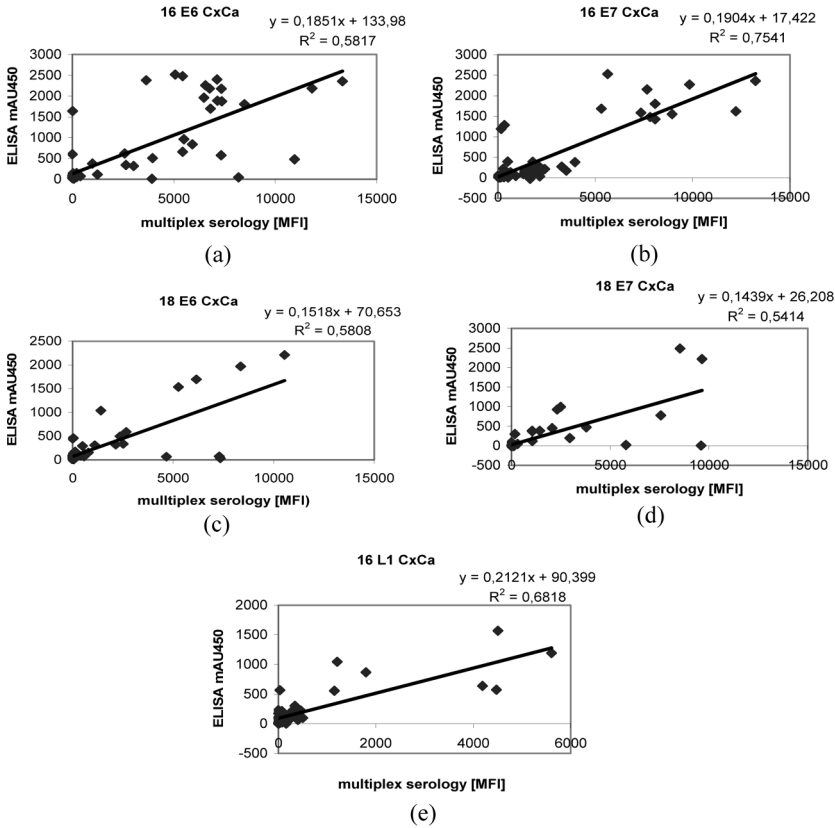 16 E6 CxCa
y = 0,1851x + 133,98
R² = 0,5817
ELISA mAU450
3000
2500
2000
1500
1000
500
0
0 5000 10000 15000
multiplex serology [MFI]
(a)
16 E7 CxCa
y = 0,1904x + 17,422
R² = 0,7541
ELISA mAU450
3000
2500
2000
1500
1000
500
0
-500
0 5000 10000 15000
multiplex serology [MFI]
(b)
18 E6 CxCa
y = 0,1518x + 70,653
R² = 0,5808
ELISA mAU450
2500
2000
1500
1000
500
0
0 5000 10000 15000
mulltiplex serology [MFI)
(c)
18 E7 CxCa
y = 0,1439x + 26,208
R² = 0,5414
ELISA mAU450
3000
2500
2000
1500
1000
500
0
-500
0 5000 10000 15000
multiplex serology [MFI]
(d)
16 L1 CxCa
y = 0,2121x + 90,399
R² = 0,6818
ELISA mAU450
2000
1500
1000
500
0
-500
0 2000 4000 6000
multiplex serology [MFI]
(e)